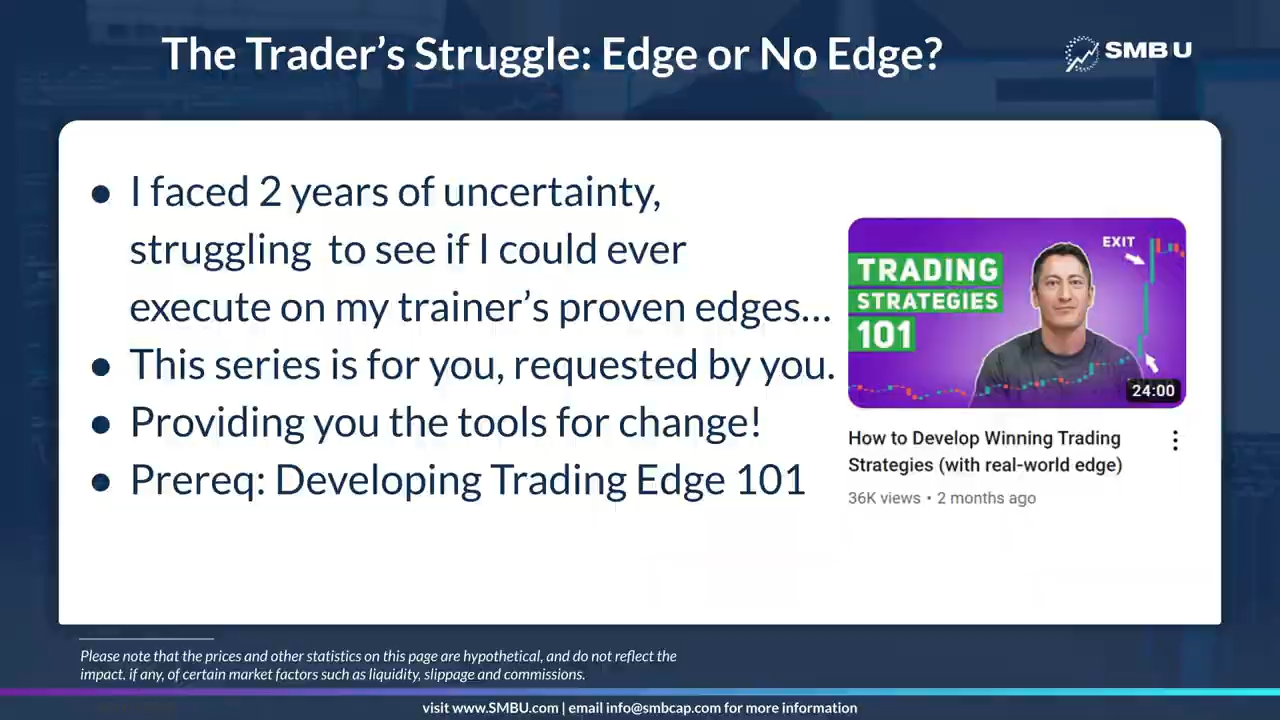 The Trader's Struggle: Edge or No Edge?
SMB U
● I faced 2 years of uncertainty,
struggling to see if I could ever
execute on my trainer's proven edges...
● This series is for you, requested by you.
● Providing you the tools for change!
● Prereq: Developing Trading Edge 101
EXIT
TRADING
STRATEGIES
101
24:00
How to Develop Winning Trading
Strategies (with real-world edge)
36K views • 2 months ago
Please note that the prices and other statistics on this page are hypothetical, and do not reflect the
impact, if any, of certain market factors such as liquidity, slippage and commissions.
visit www.SMBU.com | email info@smbcap.com for more information